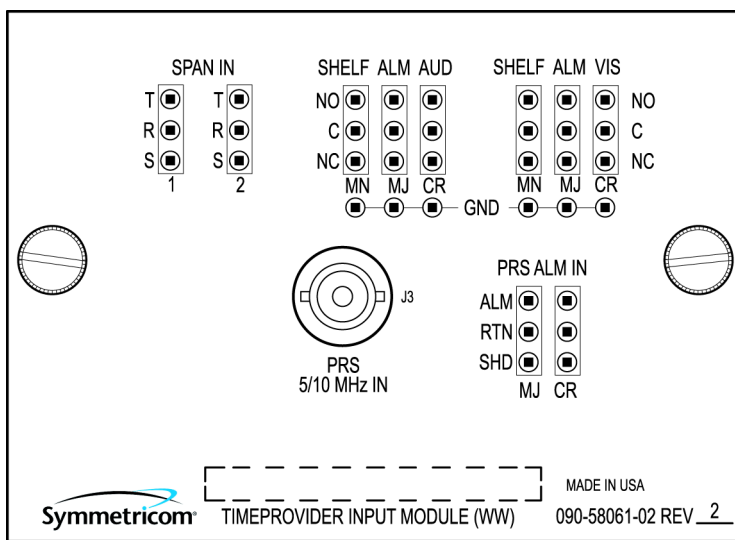 SPAN IN SHELF ALM AUD SHELF ALM VIS
T T NO NO
R R C C
S S NC NC
1 2 MN MJ CR MN MJ CR
GND
PRS ALM IN
ALM
J3
RTN
SHD
PRS
5/10 MHz IN
MJ CR
MADE IN USA
Symmetricom TIMEPROVIDER INPUT MODULE (WW) 090-58061-02 REV 2